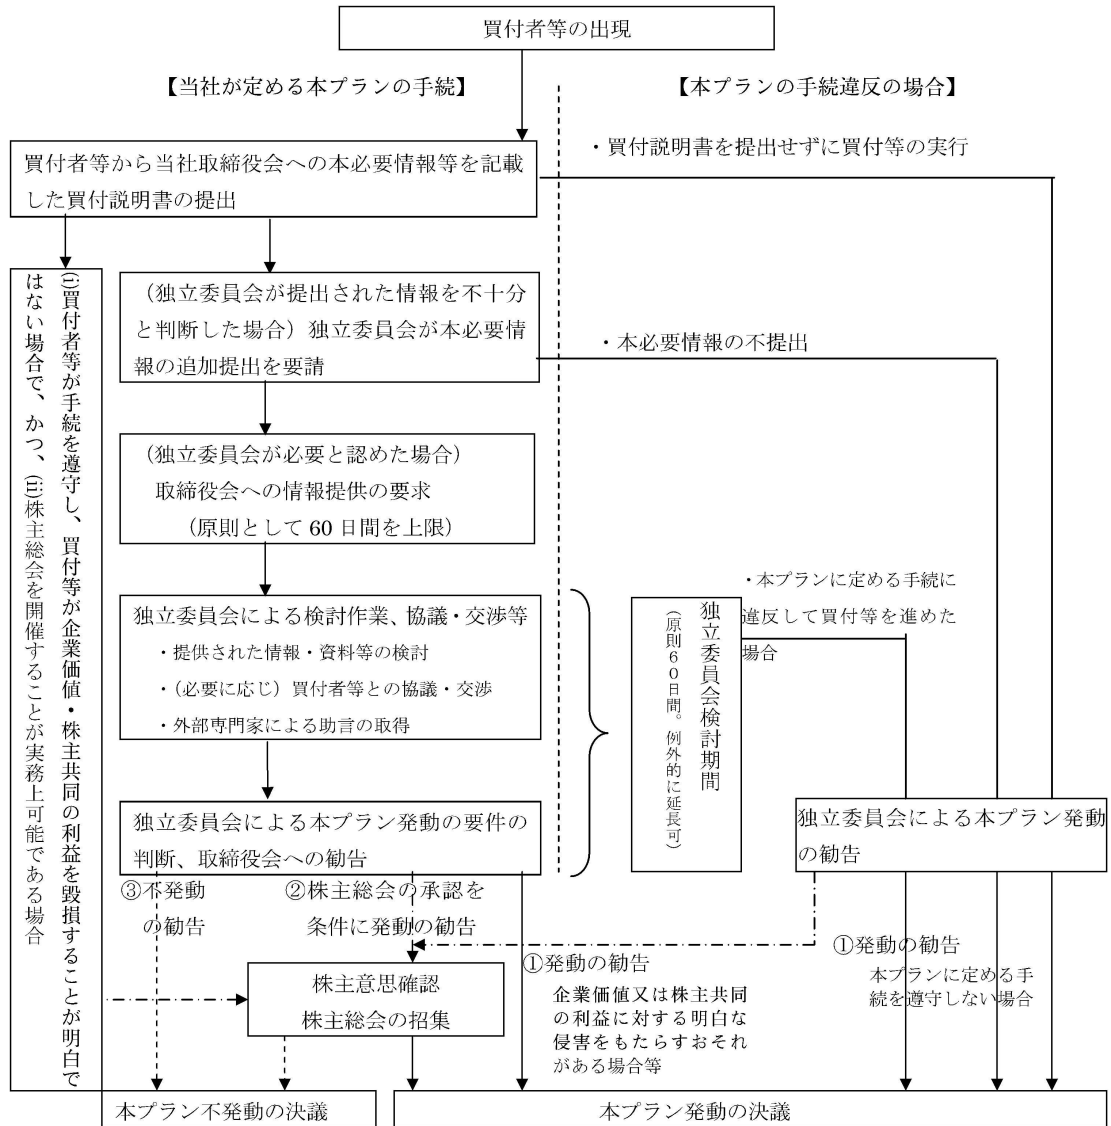 買付者等の出現
【当社が定める本プランの手続】
【本プランの手続違反の場合】
買付者等から当社取締役会への本必要情報等を記載
した買付説明書の提出
・買付説明書を提出せずに買付等の実行
(i)買付者等が手続を遵守し、買付等が企業価値・株主共同の利益を毀損することが明白で
はない場合で、かつ、(ii)株主総会を開催することが実務上可能である場合
（独立委員会が提出された情報を不十分
と判断した場合）独立委員会が本必要情
報の追加提出を要請
・本必要情報の不提出
（独立委員会が必要と認めた場合）
取締役会への情報提供の要求
（原則として 60 日間を上限）
独立委員会による検討作業、協議・交渉等
・提供された情報・資料等の検討
・（必要に応じ）買付者等との協議・交渉
・外部専門家による助言の取得
独立委員会検討期間
（原則６０日間。例外的に延長可）
・本プランに定める手続に
違反して買付等を進めた
場合
独立委員会による本プラン発動の要件の
判断、取締役会への勧告
独立委員会による本プラン発動
の勧告
③不発動
の勧告
②株主総会の承認を
条件に発動の勧告
①発動の勧告
企業価値又は株主共同
の利益に対する明白な
侵害をもたらすおそれ
がある場合等
①発動の勧告
本プランに定める手
続を遵守しない場合
株主意思確認
株主総会の招集
本プラン不発動の決議
本プラン発動の決議